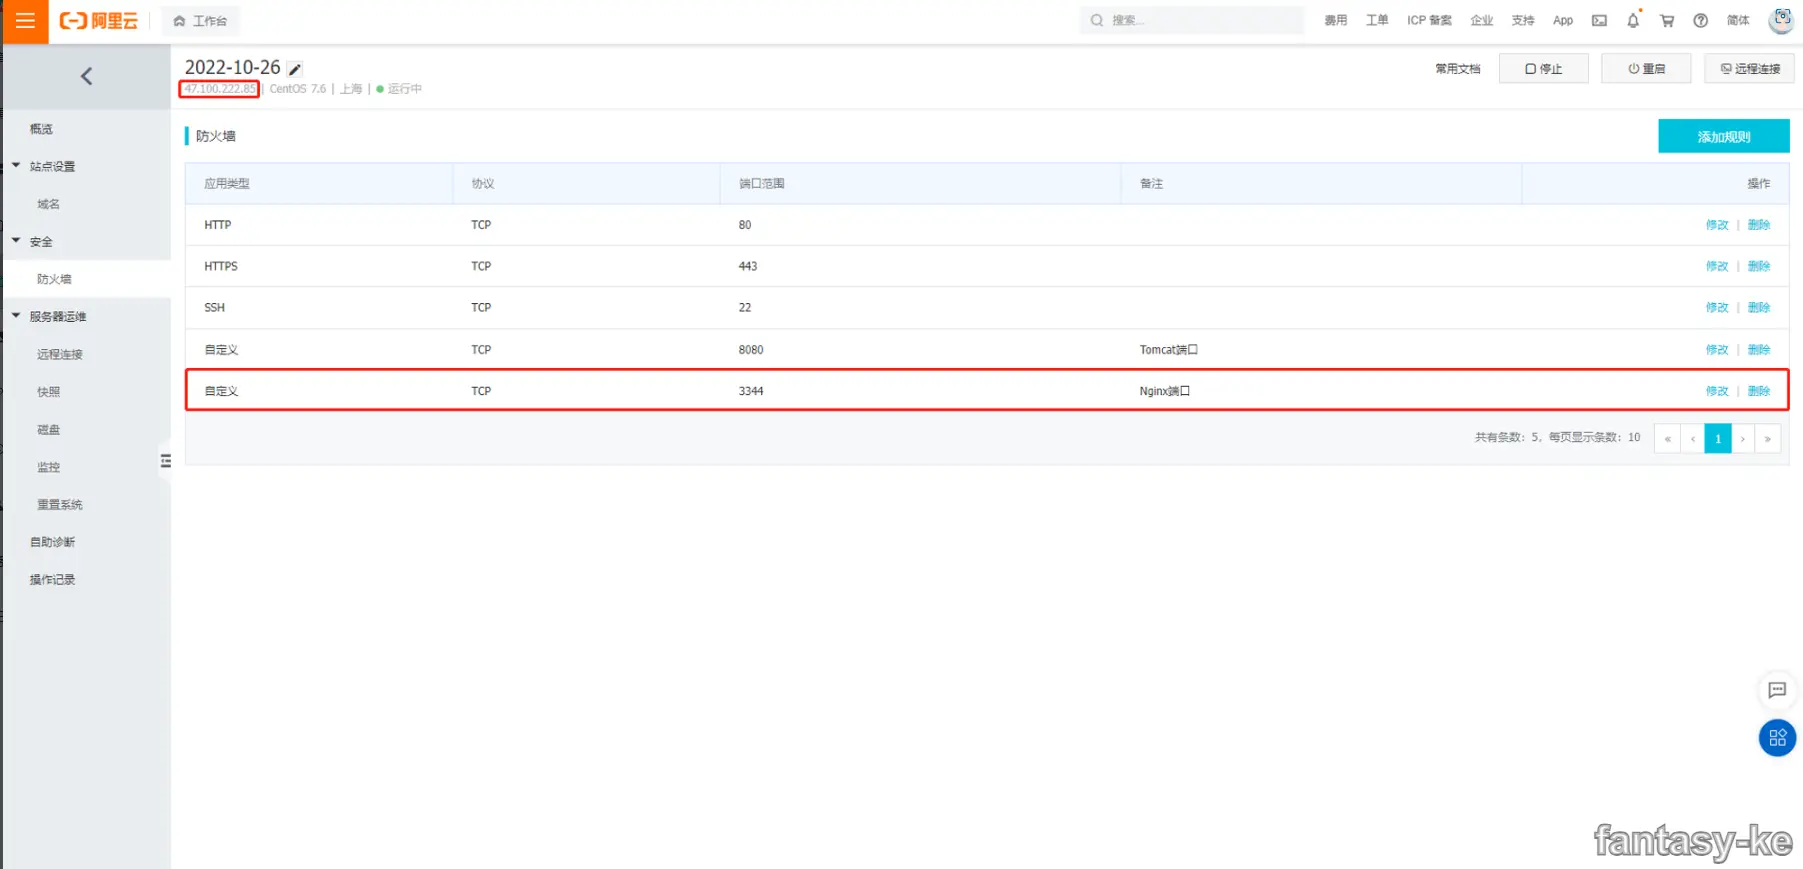 阿里云 工作台 搜索... 费用 工单 ICP 备案 企业 支持 App 简体
2022-10-26 常用文档 停止 重启 远程连接
47.100.222.85 | CentOS 7.6 | 上海 | 运行中
概览
站点设置
域名
安全
防火墙
服务器运维
远程连接
快照
磁盘
监控
重置系统
自助诊断
操作记录
防火墙 添加规则
应用类型 协议 端口范围 备注 操作
HTTP TCP 80 修改 | 删除
HTTPS TCP 443 修改 | 删除
SSH TCP 22 修改 | 删除
自定义 TCP 8080 Tomcat端口 修改 | 删除
自定义 TCP 3344 Nginx端口 修改 | 删除
共有条数: 5, 每页显示条数: 10 « ‹ 1 › »
fantasy-ke